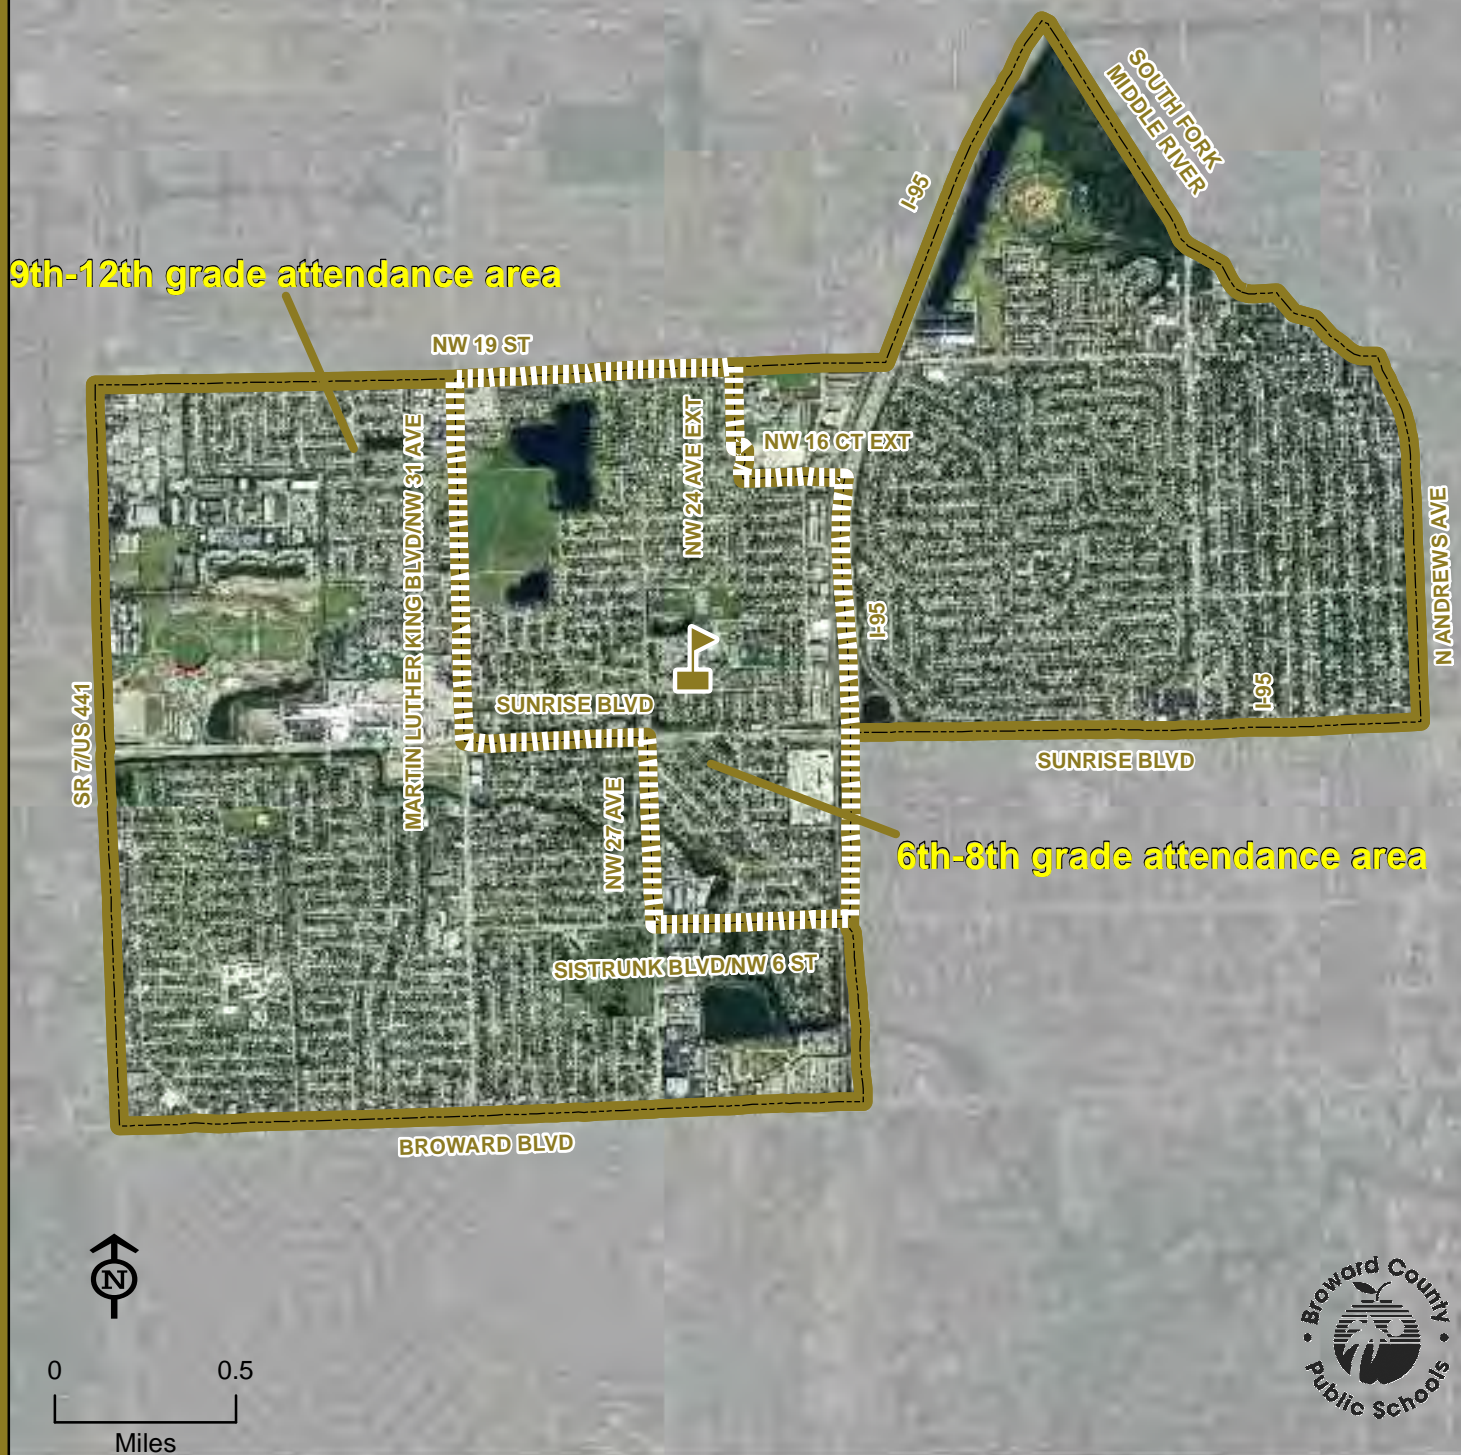 SOUTH FORK
MIDDLE RIVER
I-95
9th-12th grade attendance area
NW 19 ST
NW 16 CT EXT
NW 24 AVE EXT
MARTIN LUTHER KING BLVD/NW 31 AVE
N ANDREWS AVE
I-95
I-95
SR 7/US 441
SUNRISE BLVD
SUNRISE BLVD
NW 27 AVE
6th-8th grade attendance area
SISTRUNK BLVD/NW 6 ST
BROWARD BLVD
N
0 0.5
Miles
Broward County
Public Schools